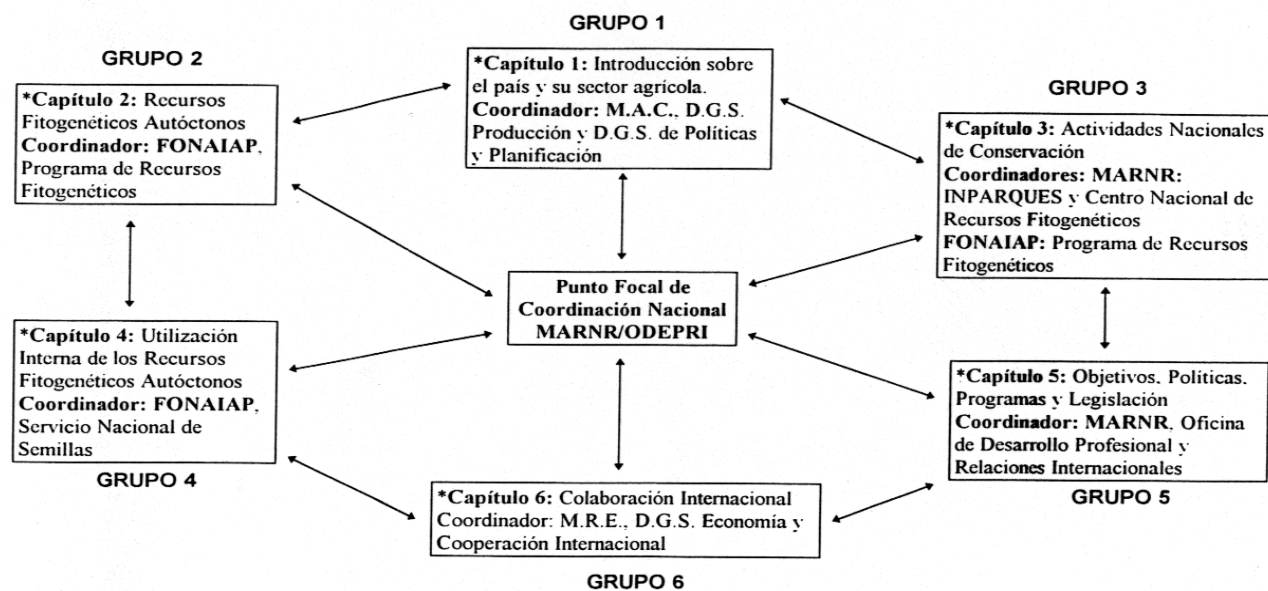 GRUPO 1
*Capítulo 1: Introducción sobre
el país y su sector agrícola.
Coordinador: M.A.C., D.G.S.
Producción y D.G.S. de Políticas
y Planificación
GRUPO 2
*Capítulo 2: Recursos
Fitogenéticos Autóctonos
Coordinador: FONAIAP,
Programa de Recursos
Fitogenéticos
GRUPO 3
*Capítulo 3: Actividades Nacionales
de Conservación
Coordinadores: MARNR:
INPARQUES y Centro Nacional de
Recursos Fitogenéticos
FONAIAP: Programa de Recursos
Fitogenéticos
Punto Focal de
Coordinación Nacional
MARNR/ODEPRI
*Capítulo 4: Utilización
Interna de los Recursos
Fitogenéticos Autóctonos
Coordinador: FONAIAP,
Servicio Nacional de
Semillas
GRUPO 4
*Capítulo 5: Objetivos, Políticas,
Programas y Legislación
Coordinador: MARNR, Oficina
de Desarrollo Profesional y
Relaciones Internacionales
GRUPO 5
*Capítulo 6: Colaboración Internacional
Coordinador: M.R.E., D.G.S. Economía y
Cooperación Internacional
GRUPO 6